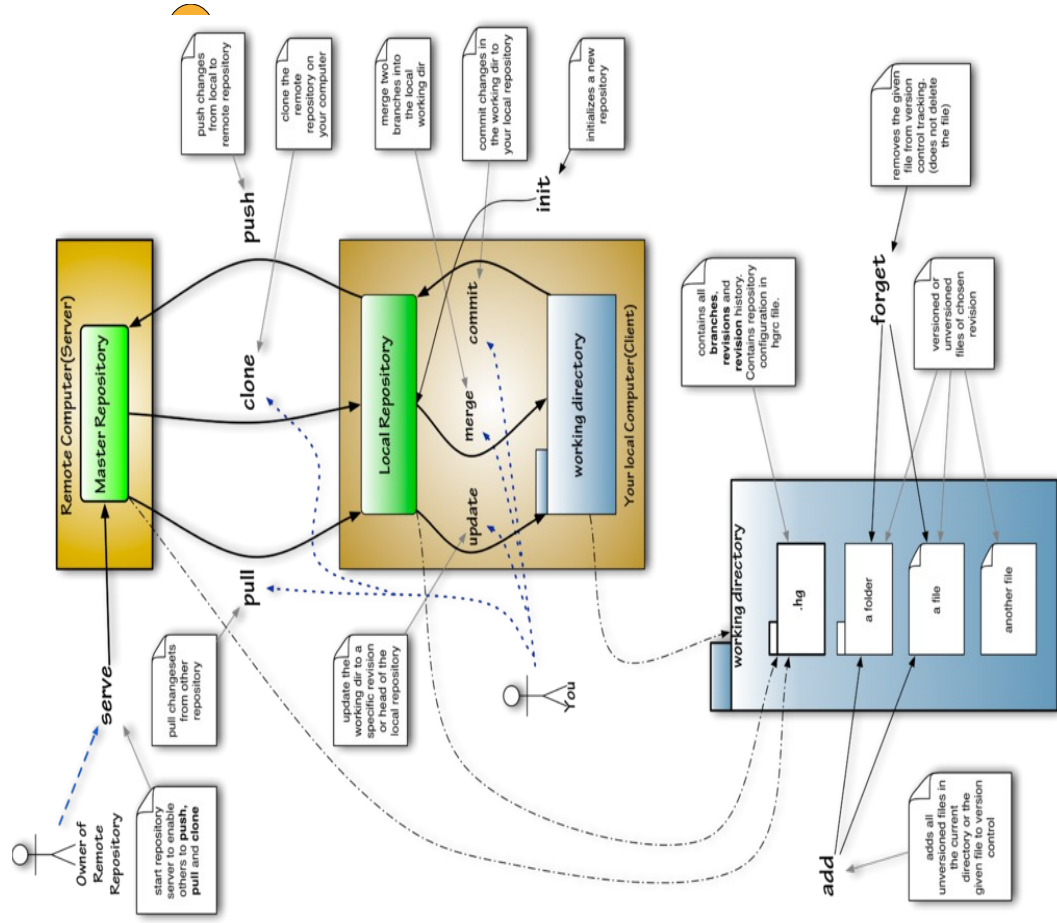 Owner of
Remote
Repository
start repository
server to enable
others to push,
pull and clone
serve
Remote Computer(Server)
Master Repository
pull changesets
from other
repository
pull
clone
push
push changes
from local to
remote repository
clone the
remote
repository on
your computer
merge two
branches into
the local
working dir
commit changes in
the working dir to
your local repository
initializes a new
repository
init
Local Repository
update
merge
commit
working directory
Your local Computer(Client)
update the
working dir to a
specific revision
or head of the
local repository
You
contains all
branches,
revisions and
revision history.
Contains repository
configuration in
hgrc file.
removes the given
file from version
control tracking.
(does not delete
the file)
forget
versioned or
unversioned
files of chosen
revision
working directory
.hg
a folder
a file
another file
add
adds all
unversioned files in
the current
directory or the
given file to version
control